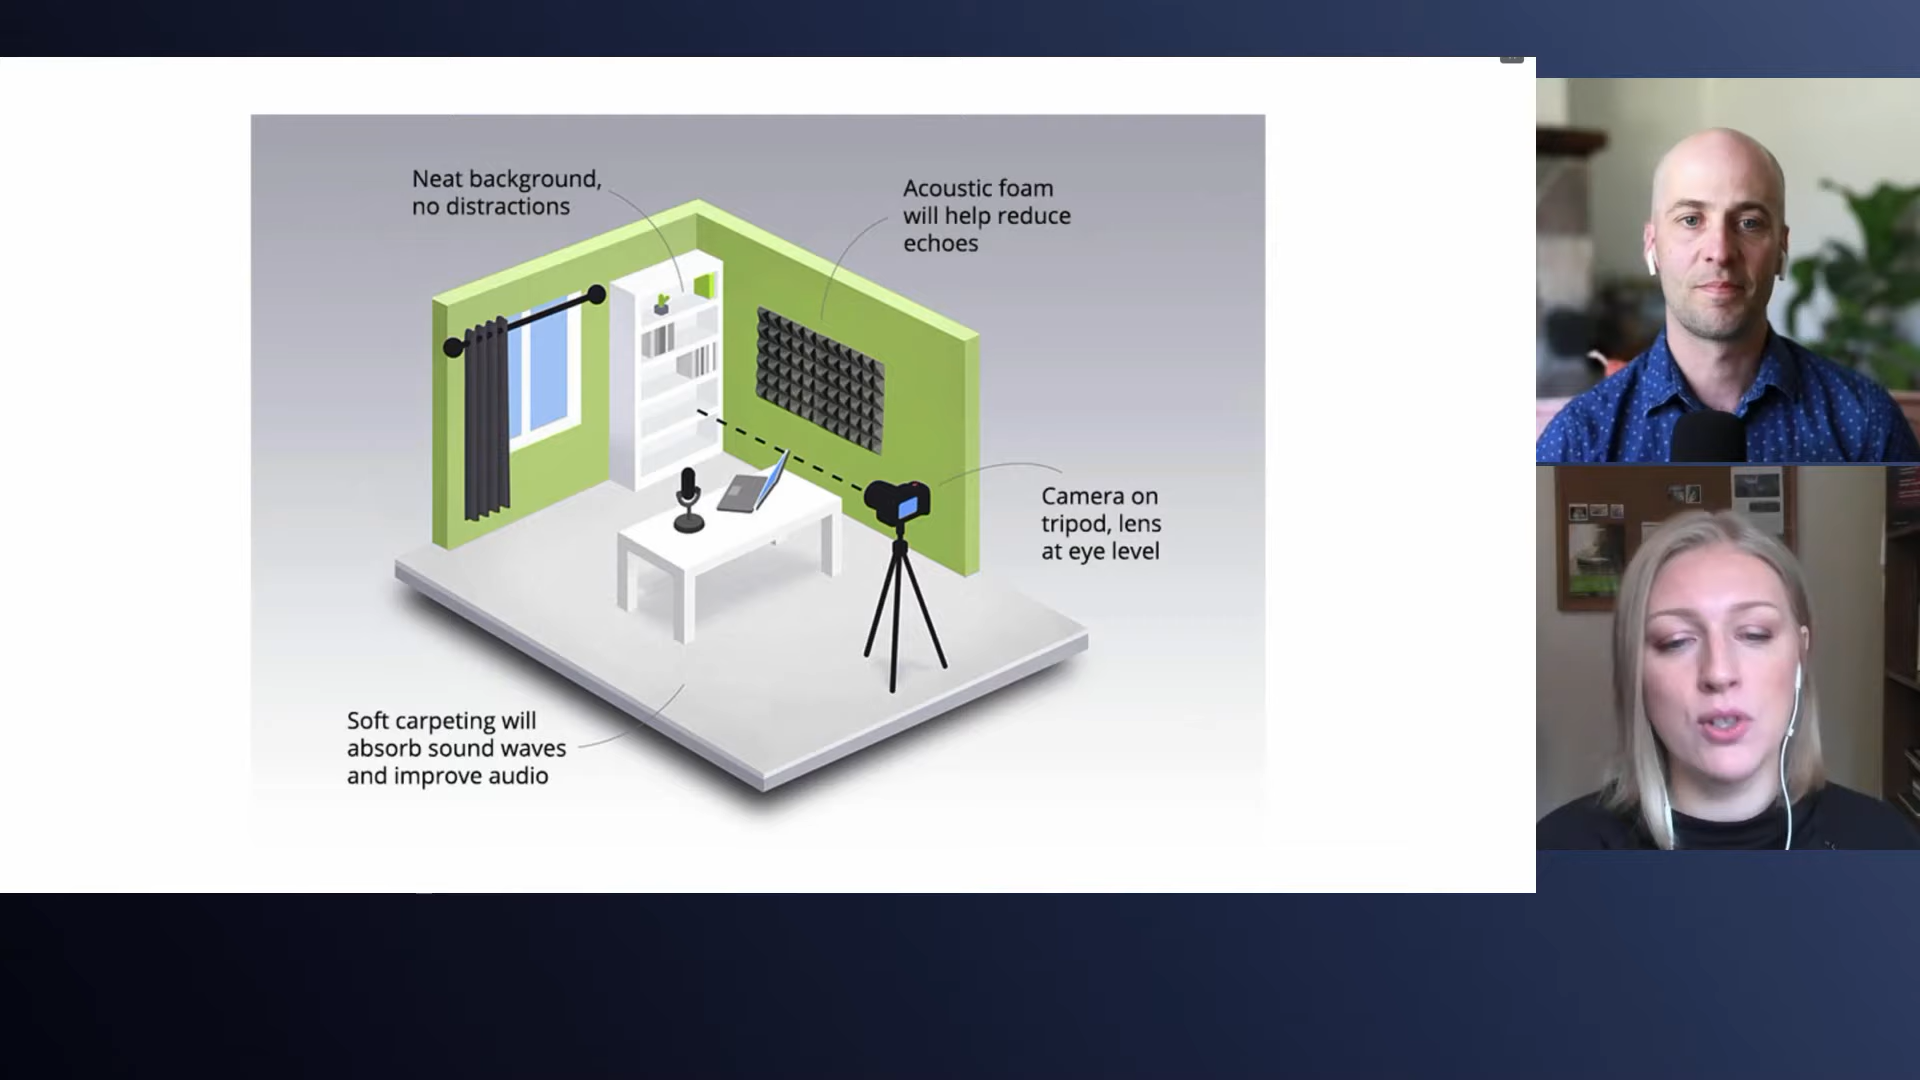 Neat background,
no distractions
Acoustic foam
will help reduce
echoes
Camera on
tripod, lens
at eye level
Soft carpeting will
absorb sound waves
and improve audio